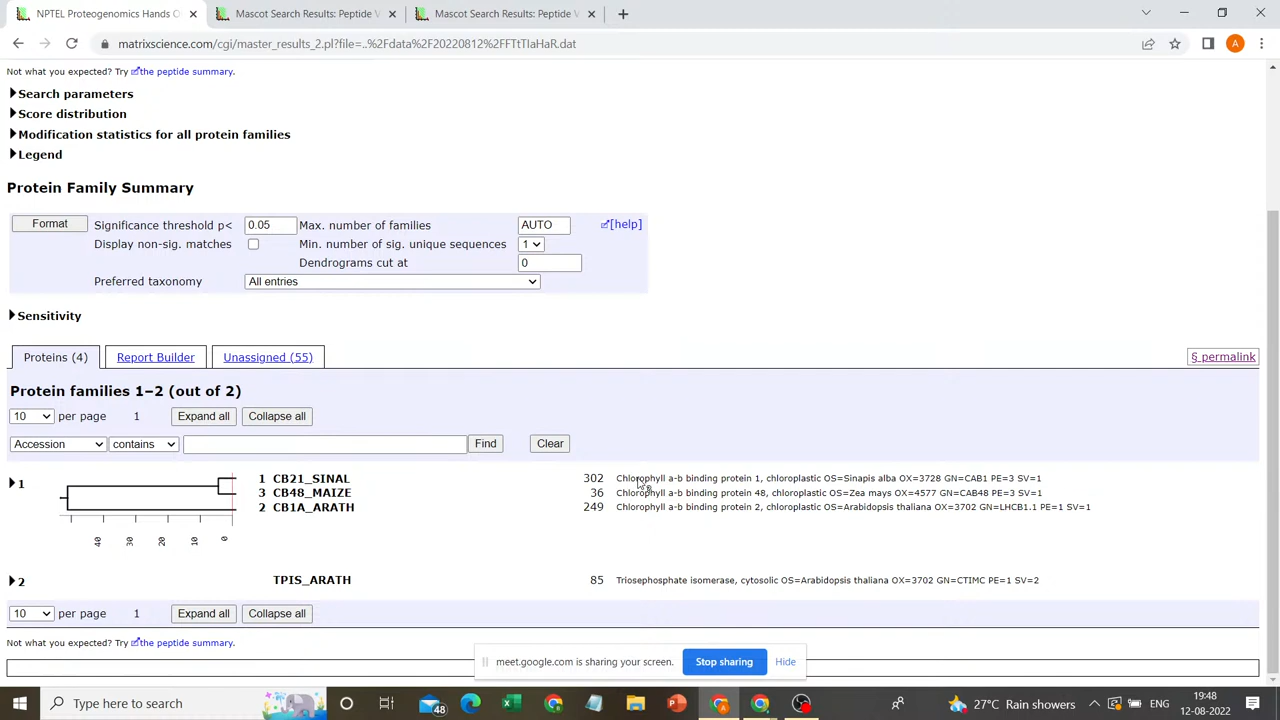 NPTEL Proteogenomics Hands O
Mascot Search Results: Peptide V
Mascot Search Results: Peptide V
matrixscience.com/cgi/master_results_2.pl?file=..%2Fdata%2F20220812%2FFTtTIaHaR.dat
A
Not what you expected? Try the peptide summary.
Search parameters
Score distribution
Modification statistics for all protein families
Legend
Protein Family Summary
Format Significance threshold p< 0.05 Max. number of families AUTO [help]
Display non-sig. matches Min. number of sig. unique sequences 1
Dendrograms cut at 0
Preferred taxonomy All entries
Sensitivity
Proteins (4) Report Builder Unassigned (55) § permalink
Protein families 1–2 (out of 2)
10 per page 1 Expand all Collapse all
Accession contains Find Clear
1 1 CB21_SINAL 302 Chlorophyll a-b binding protein 1, chloroplastic OS=Sinapis alba OX=3728 GN=CAB1 PE=3 SV=1
3 CB48_MAIZE 36 Chlorophyll a-b binding protein 48, chloroplastic OS=Zea mays OX=4577 GN=CAB48 PE=3 SV=1
2 CB1A_ARATH 249 Chlorophyll a-b binding protein 2, chloroplastic OS=Arabidopsis thaliana OX=3702 GN=LHCB1.1 PE=1 SV=1
40 30 20 10 0
2 TPIS_ARATH 85 Triosephosphate isomerase, cytosolic OS=Arabidopsis thaliana OX=3702 GN=CTIMC PE=1 SV=2
10 per page 1 Expand all Collapse all
Not what you expected? Try the peptide summary.
meet.google.com is sharing your screen. Stop sharing Hide
Type here to search 48 27°C Rain showers ENG 19:48
12-08-2022